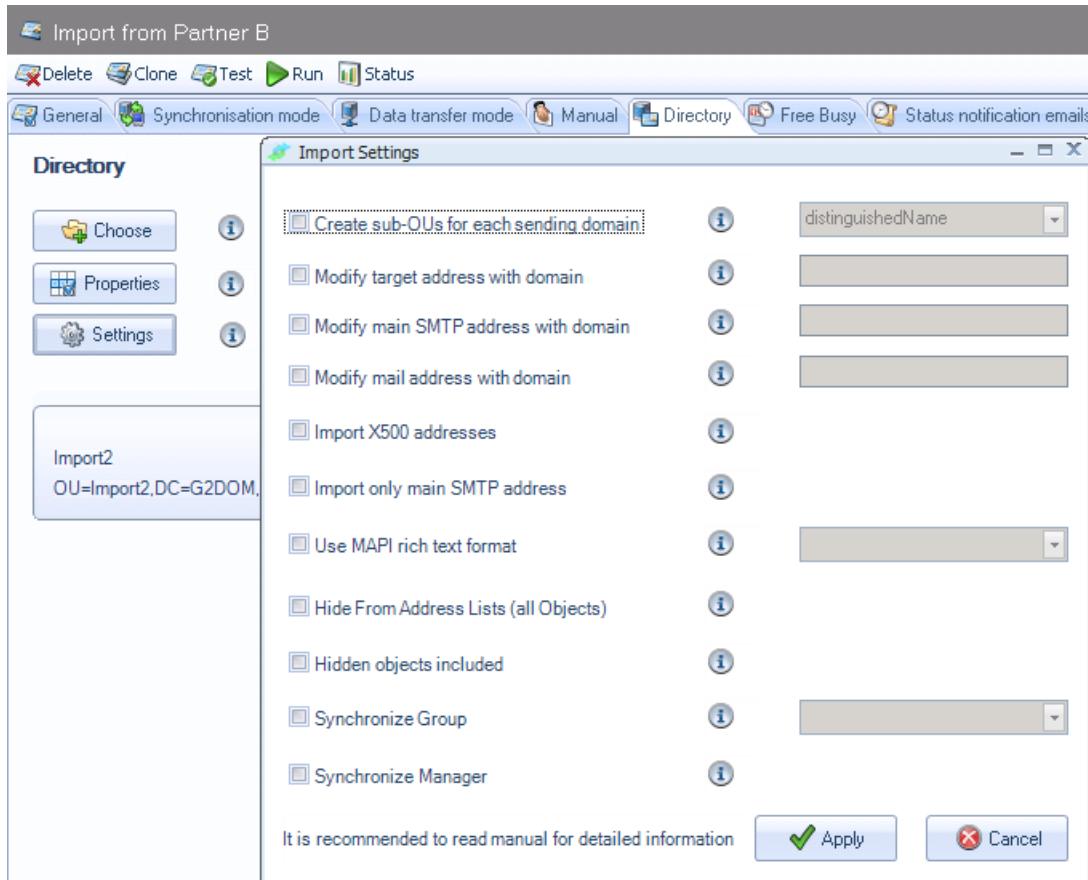 Import from Partner B
Delete Clone Test Run Status
General Synchronisation mode Data transfer mode Manual Directory Free Busy Status notification emails
Directory
Import Settings
Choose
Properties
Settings
Import2
OU=Import2,DC=G2DOM,
Create sub-OUs for each sending domain distinguishedName
Modify target address with domain
Modify main SMTP address with domain
Modify mail address with domain
Import X500 addresses
Import only main SMTP address
Use MAPI rich text format
Hide From Address Lists (all Objects)
Hidden objects included
Synchronize Group
Synchronize Manager
It is recommended to read manual for detailed information Apply Cancel